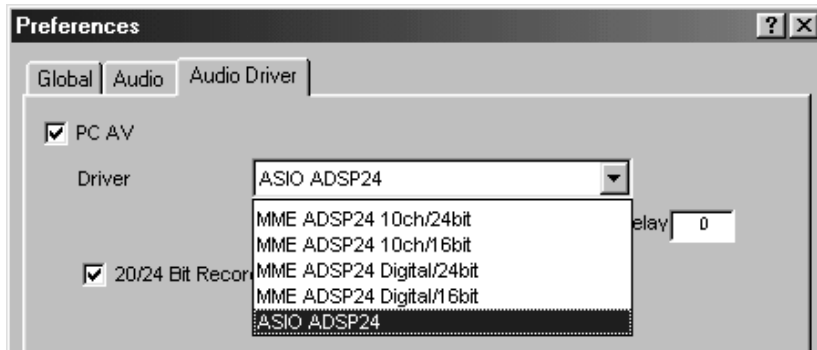 Preferences
Global Audio Audio Driver
PC AV
Driver ASIO ADSP24
MME ADSP24 10ch/24bit
elay 0
MME ADSP24 10ch/16bit
20/24 Bit Recor
MME ADSP24 Digital/24bit
MME ADSP24 Digital/16bit
ASIO ADSP24